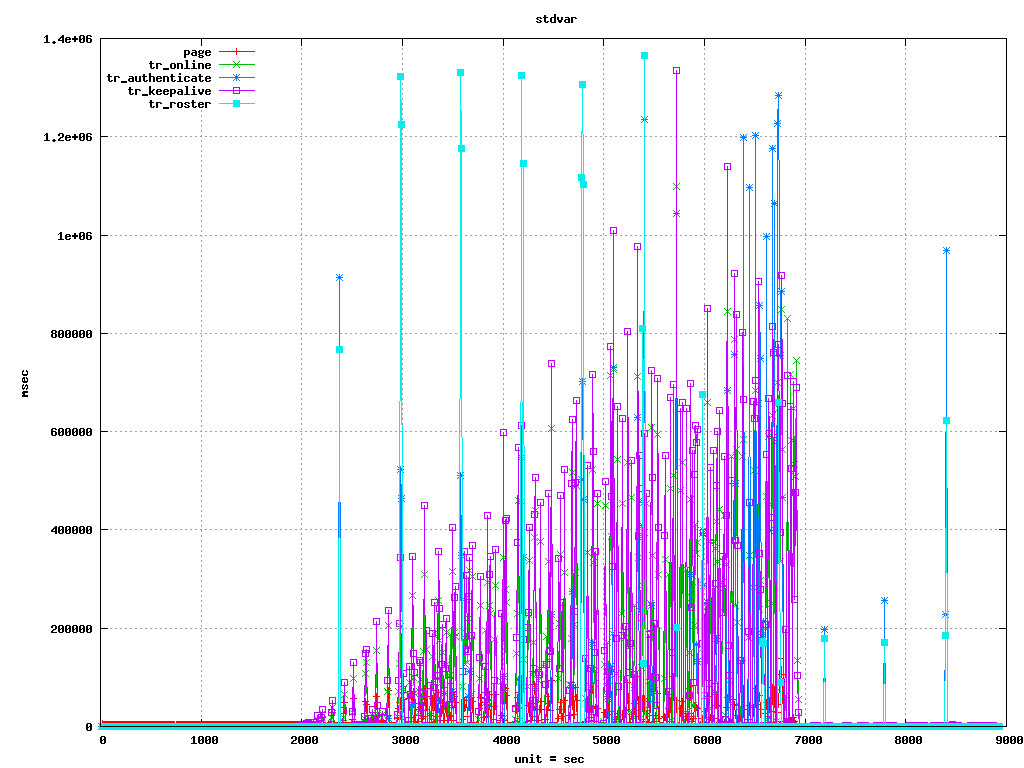 stdvar
1.4e+06
1.2e+06
1e+06
800000
600000
400000
200000
0
msec
page
tr_online
tr_authenticate
tr_keepalive
tr_roster
0 1000 2000 3000 4000 5000 6000 7000 8000 9000
unit = sec